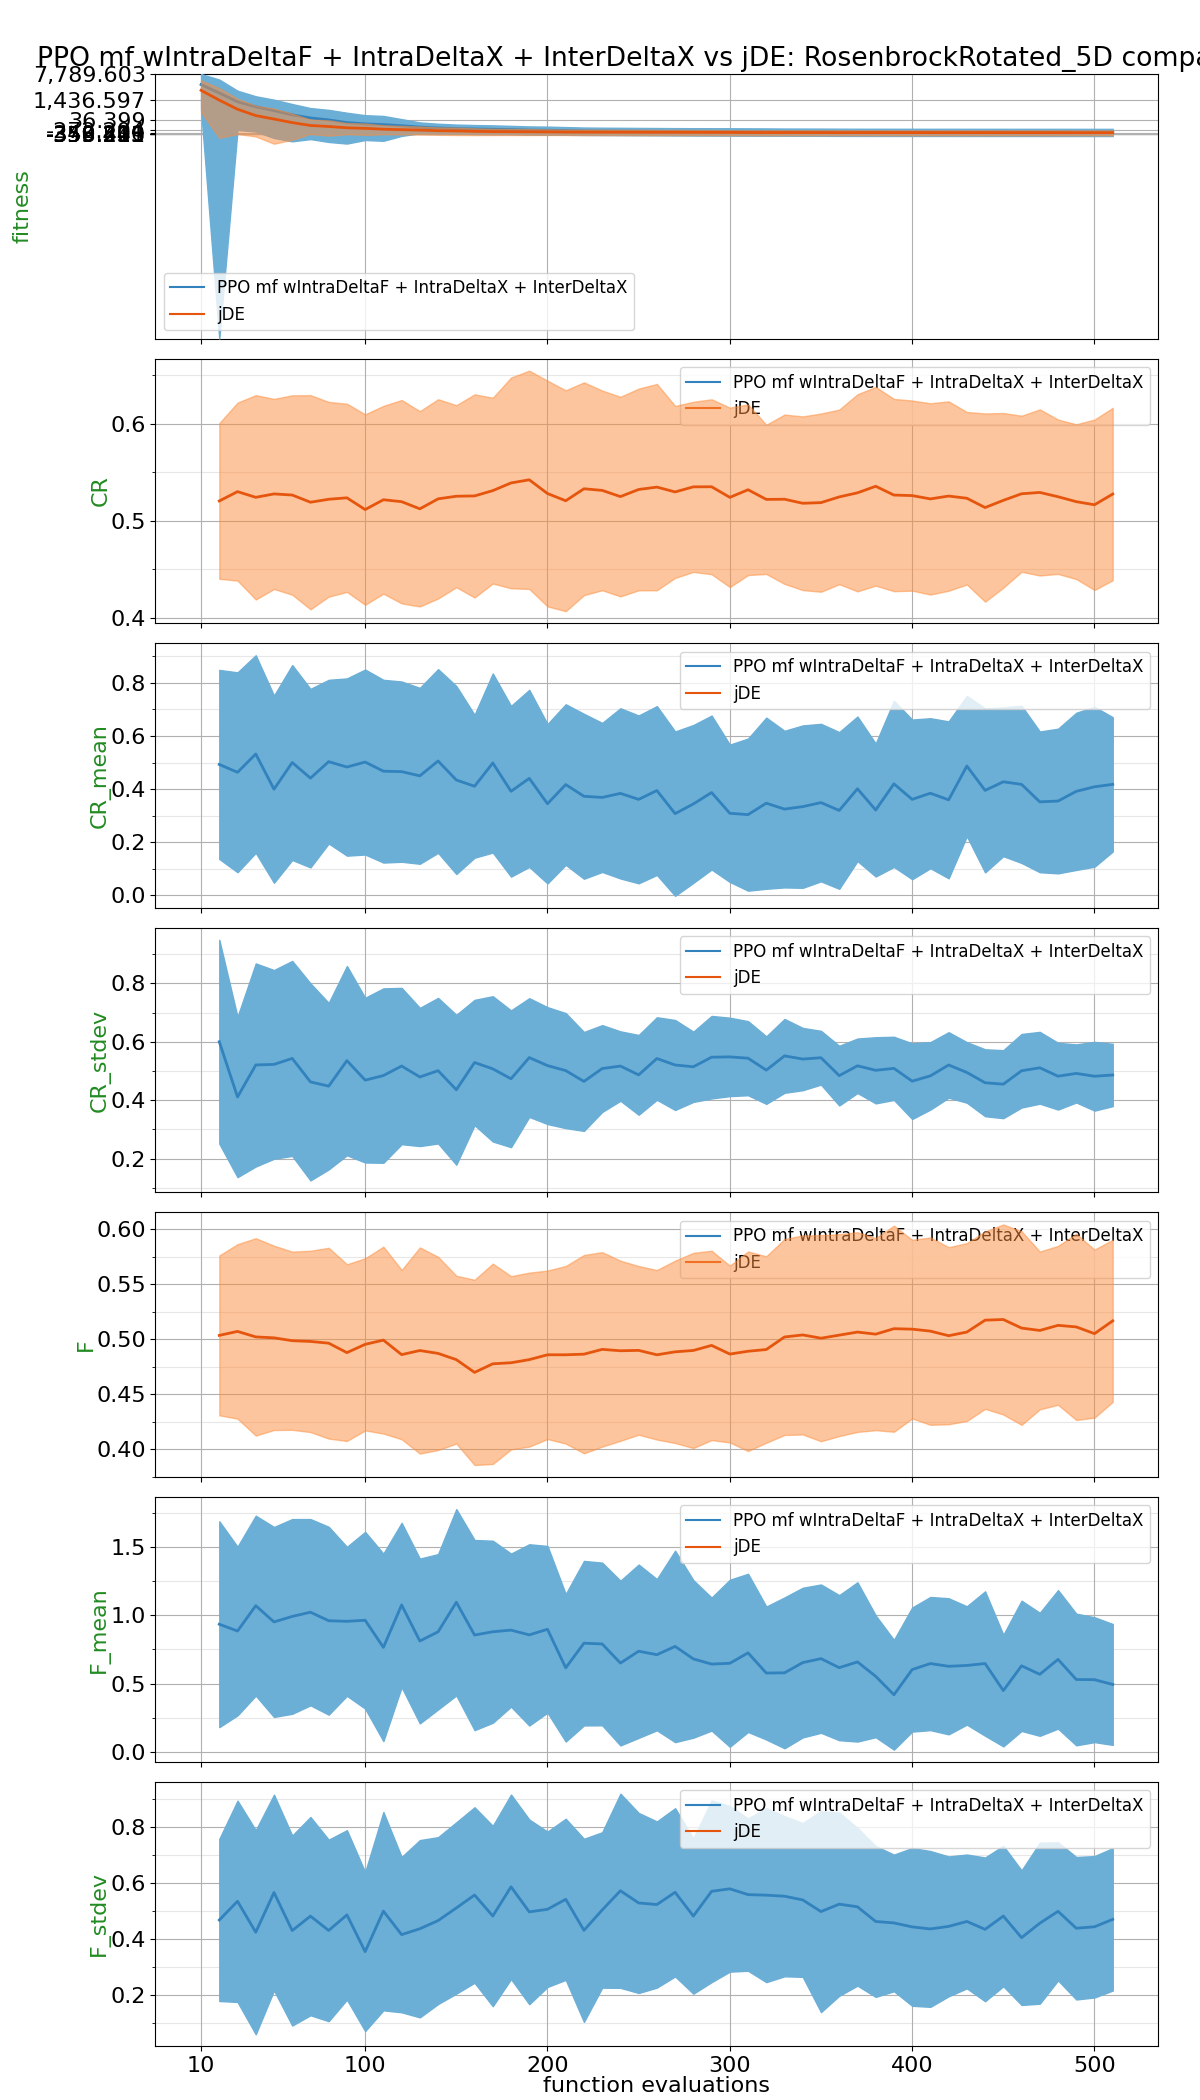 PPO mf wIntraDeltaF + IntraDeltaX + InterDeltaX vs jDE: RosenbrockRotated_5D compa
7,789.603
1,436.597
36.399
fitness
PPO mf wIntraDeltaF + IntraDeltaX + InterDeltaX
jDE
PPO mf wIntraDeltaF + IntraDeltaX + InterDeltaX
jDE
0.6
0.5
0.4
CR
PPO mf wIntraDeltaF + IntraDeltaX + InterDeltaX
jDE
0.8
0.6
0.4
0.2
0.0
CR_mean
PPO mf wIntraDeltaF + IntraDeltaX + InterDeltaX
jDE
0.8
0.6
0.4
0.2
CR_stdev
PPO mf wIntraDeltaF + IntraDeltaX + InterDeltaX
jDE
0.60
0.55
0.50
0.45
0.40
F
PPO mf wIntraDeltaF + IntraDeltaX + InterDeltaX
jDE
1.5
1.0
0.5
0.0
F_mean
PPO mf wIntraDeltaF + IntraDeltaX + InterDeltaX
jDE
0.8
0.6
0.4
0.2
F_stdev
10 100 200 300 400 500
function evaluations